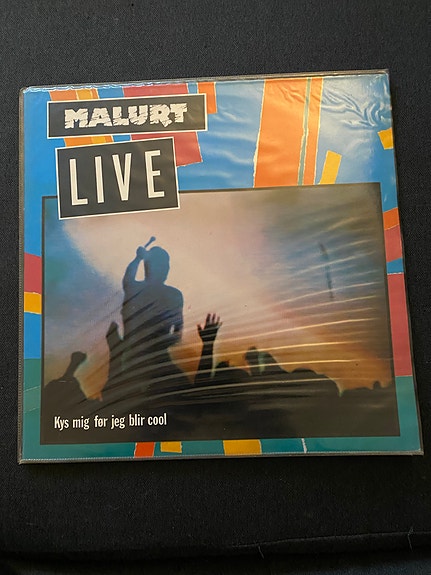 MALURT
LIVE
Kys mig før jeg blir cool